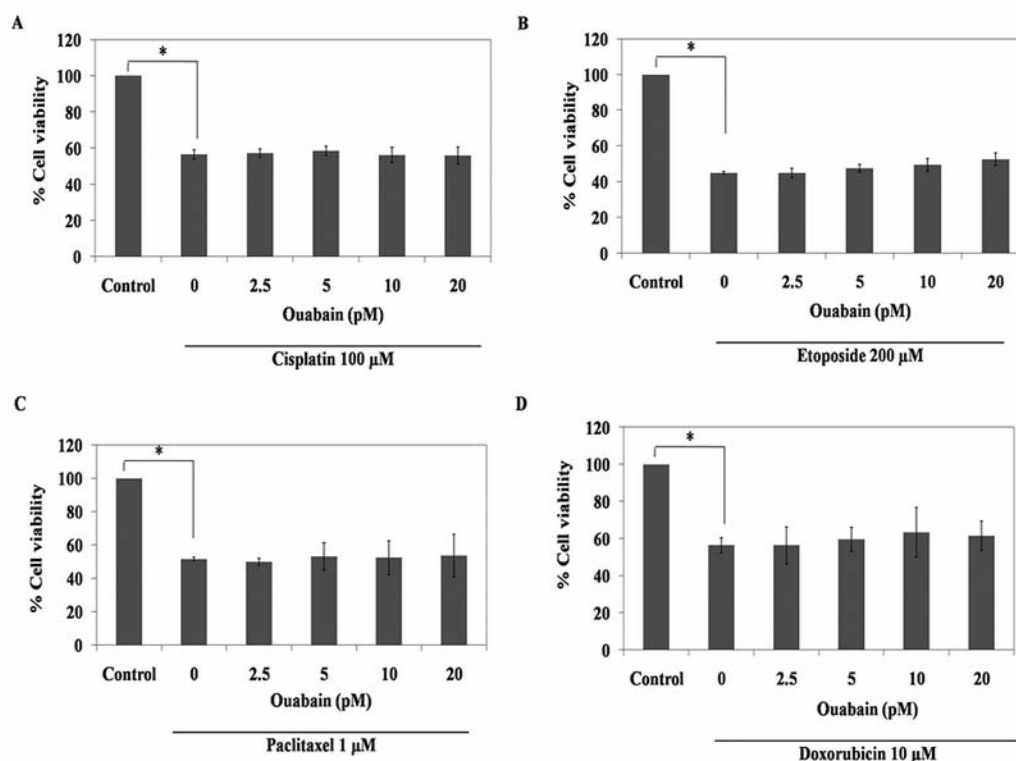 A
B
120
100
80
60
40
20
0
% Cell viability
*
Control 0 2.5 5 10 20
Ouabain (pM)
Cisplatin 100 µM
120
100
80
60
40
20
0
% Cell viability
*
Control 0 2.5 5 10 20
Ouabain (pM)
Etoposide 200 µM
C
D
120
100
80
60
40
20
0
% Cell viability
*
Control 0 2.5 5 10 20
Ouabain (pM)
Paclitaxel 1 µM
120
100
80
60
40
20
0
% Cell viability
*
Control 0 2.5 5 10 20
Ouabain (pM)
Doxorubicin 10 µM